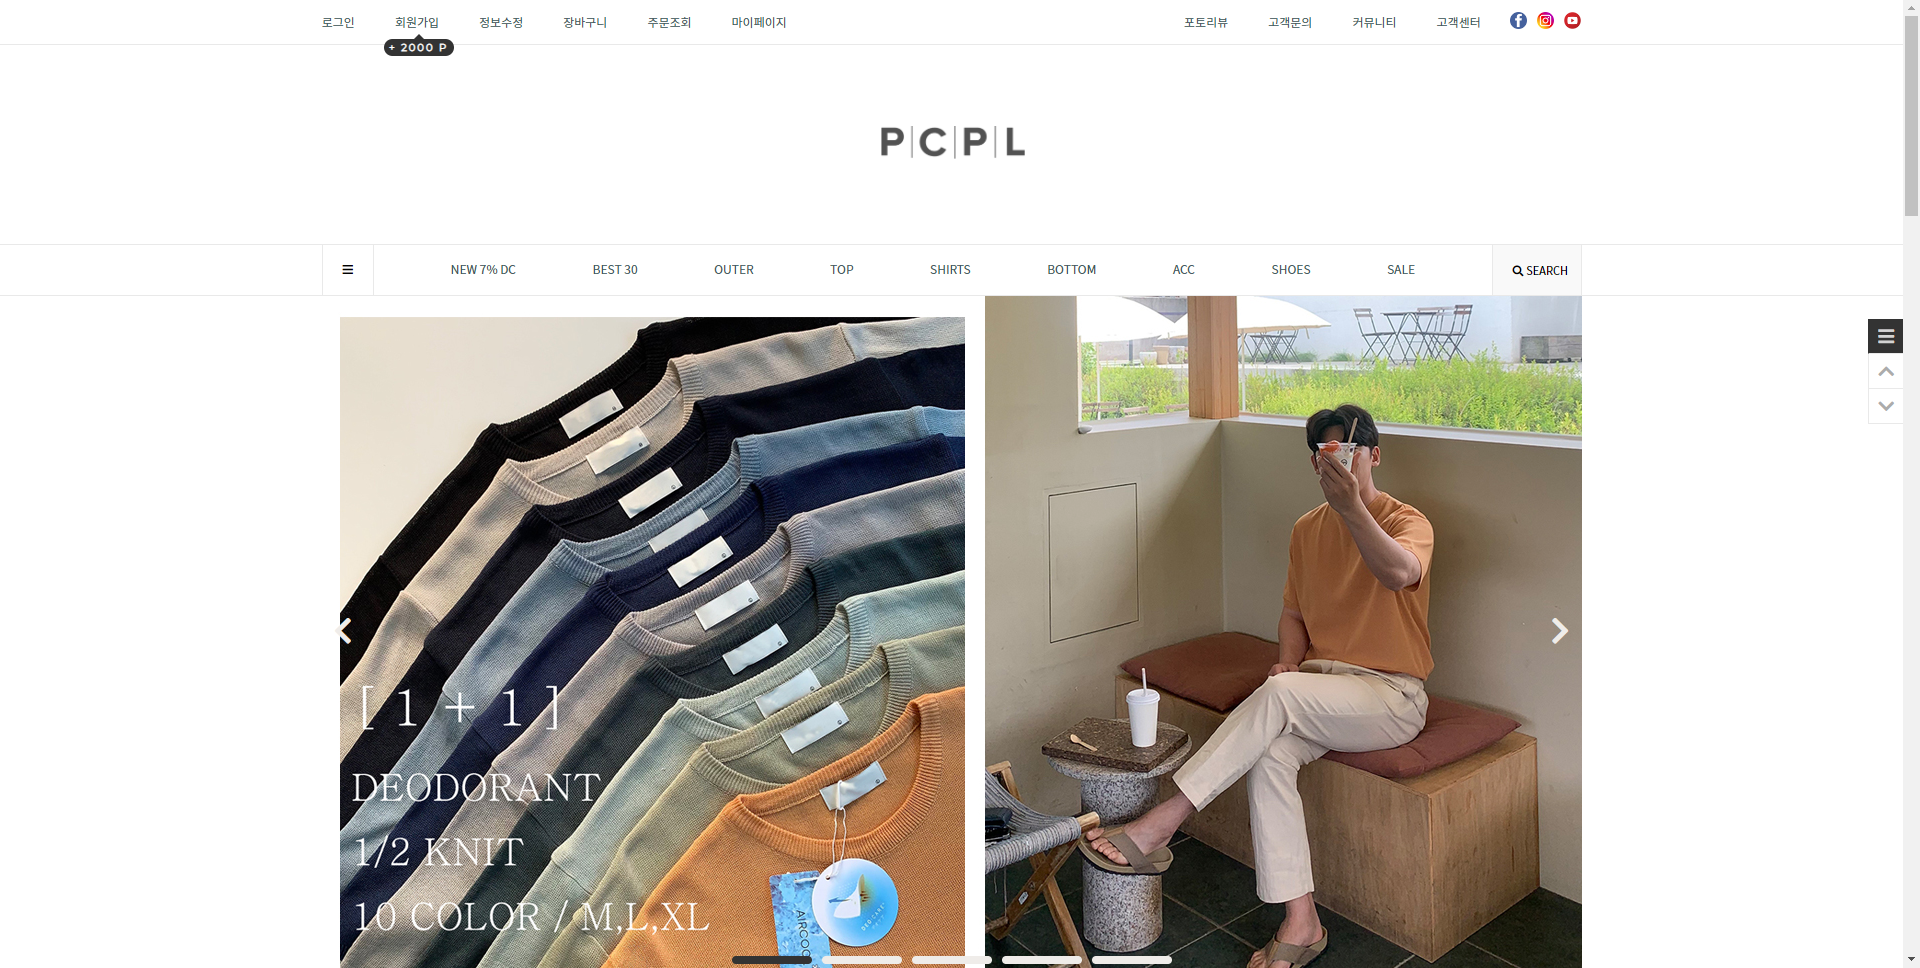 로그인 회원가입 정보수정 장바구니 주문조회 마이페이지 포토리뷰 고객문의 커뮤니티 고객센터
+ 2000 P
P|C|P|L
NEW 7% DC BEST 30 OUTER TOP SHIRTS BOTTOM ACC SHOES SALE SEARCH
[ 1 + 1 ]
DEODORANT
1/2 KNIT
10 COLOR / M,L,XL